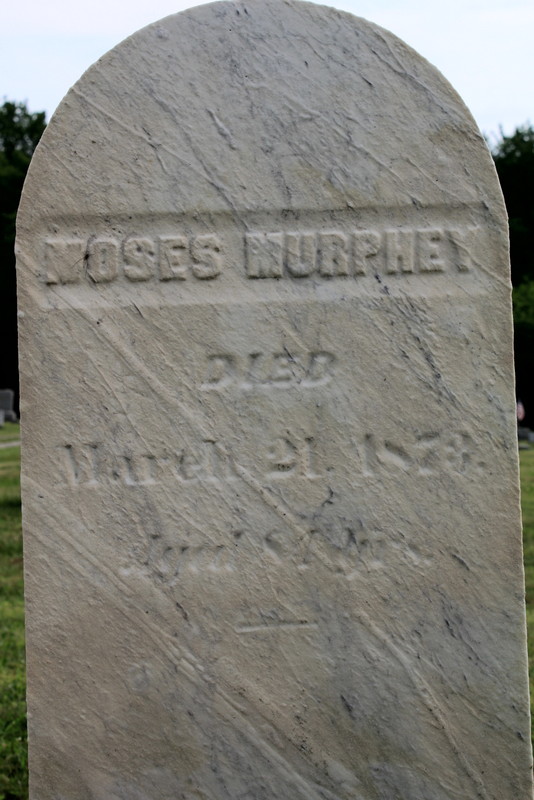 MOSES MURPHEY
DIED
March 21. 1873.